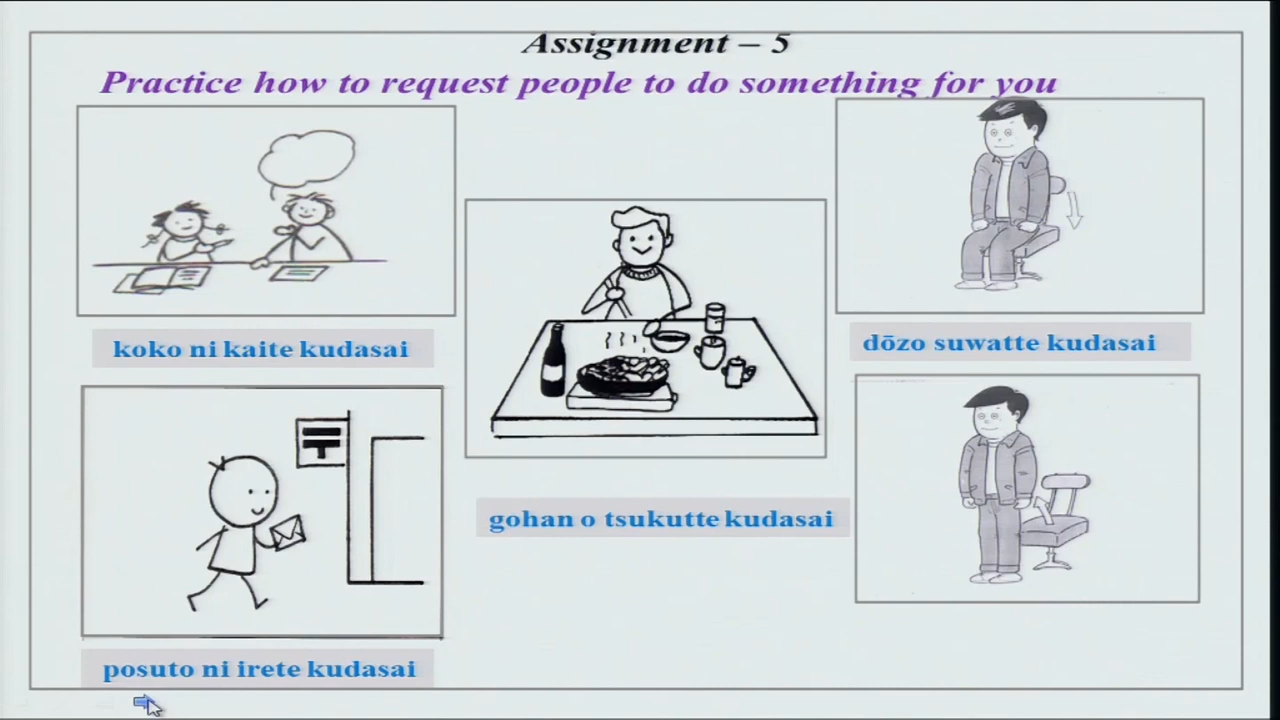 Assignment – 5
Practice how to request people to do something for you
koko ni kaite kudasai
dōzo suwatte kudasai
gohan o tsukutte kudasai
posuto ni irete kudasai